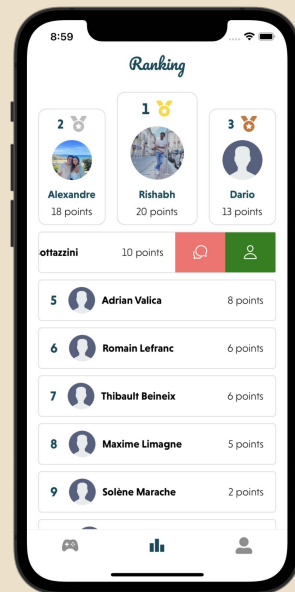 8:59
Ranking
2
1
3
Alexandre
18 points
Rishabh
20 points
Dario
13 points
ottazzini 10 points
5 Adrian Valica 8 points
6 Romain Lefranc 6 points
7 Thibault Beineix 6 points
8 Maxime Limagne 5 points
9 Solène Marache 2 points